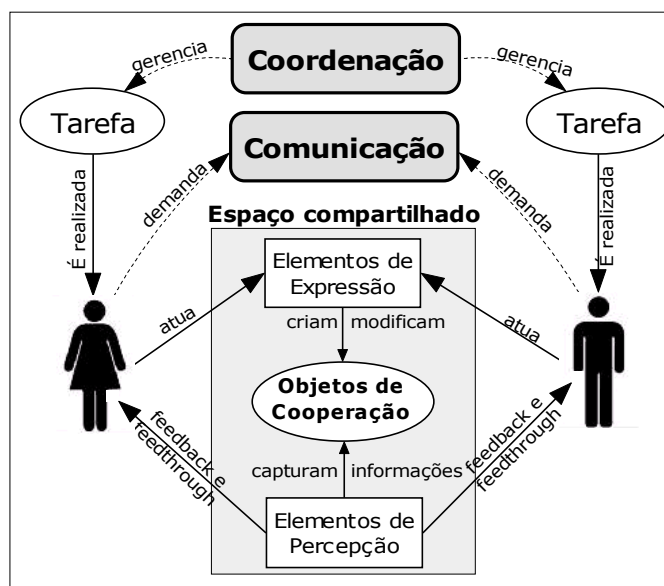 Coordenação
gerencia
gerencia
Tarefa
Tarefa
Comunicação
É realizada
demanda
demanda
É realizada
Espaço compartilhado
Elementos de
Expressão
atua
atua
criam modificam
Objetos de
Cooperação
feedback e
feedthrough
capturam informações
feedback e
feedthrough
Elementos de
Percepção